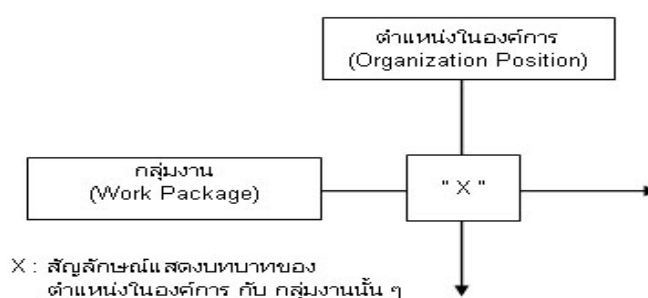 ตำแหน่งในองค์การ
(Organization Position)
กลุ่มงาน
(Work Package)
" X "
X : สัญลักษณ์แสดงบทบาทของ
ตำแหน่งในองค์การ กับ กลุ่มงานนั้น ๆ